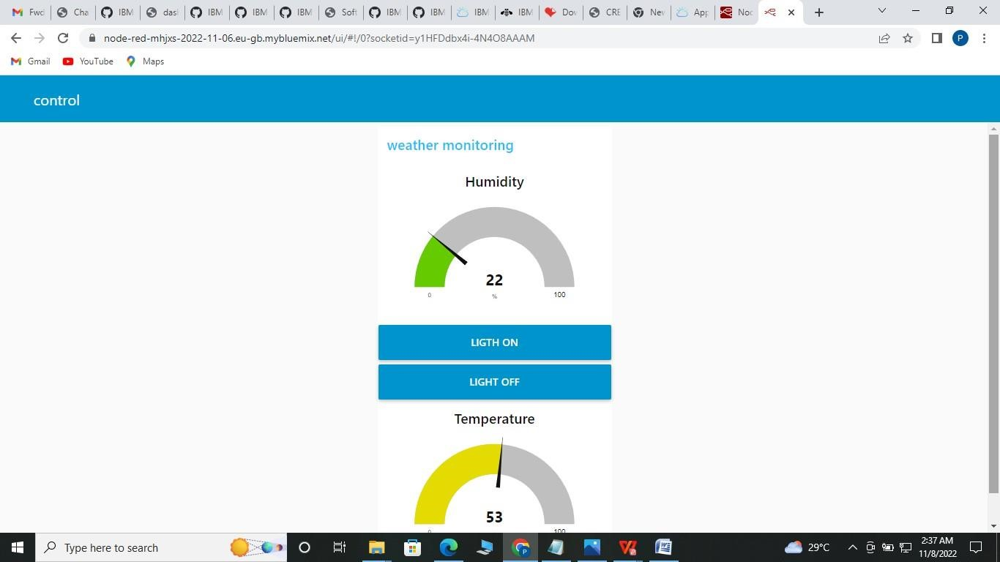 Fwd
Cha
IBM
das
IBM
IBM
IBM
Soft
IBM
IBM
IBM
IBM
Dov
CRE
Nev
App
Noc
node-red-mhjxs-2022-11-06.eu-gb.mybluemix.net/ui/#!/0?socketid=y1HFDdbx4i-4N4O8AAAM
P
Gmail
YouTube
Maps
control
weather monitoring
Humidity
22
0
%
100
LIGTH ON
LIGHT OFF
Temperature
53
0
100
Type here to search
29°C
2:37 AM
11/8/2022